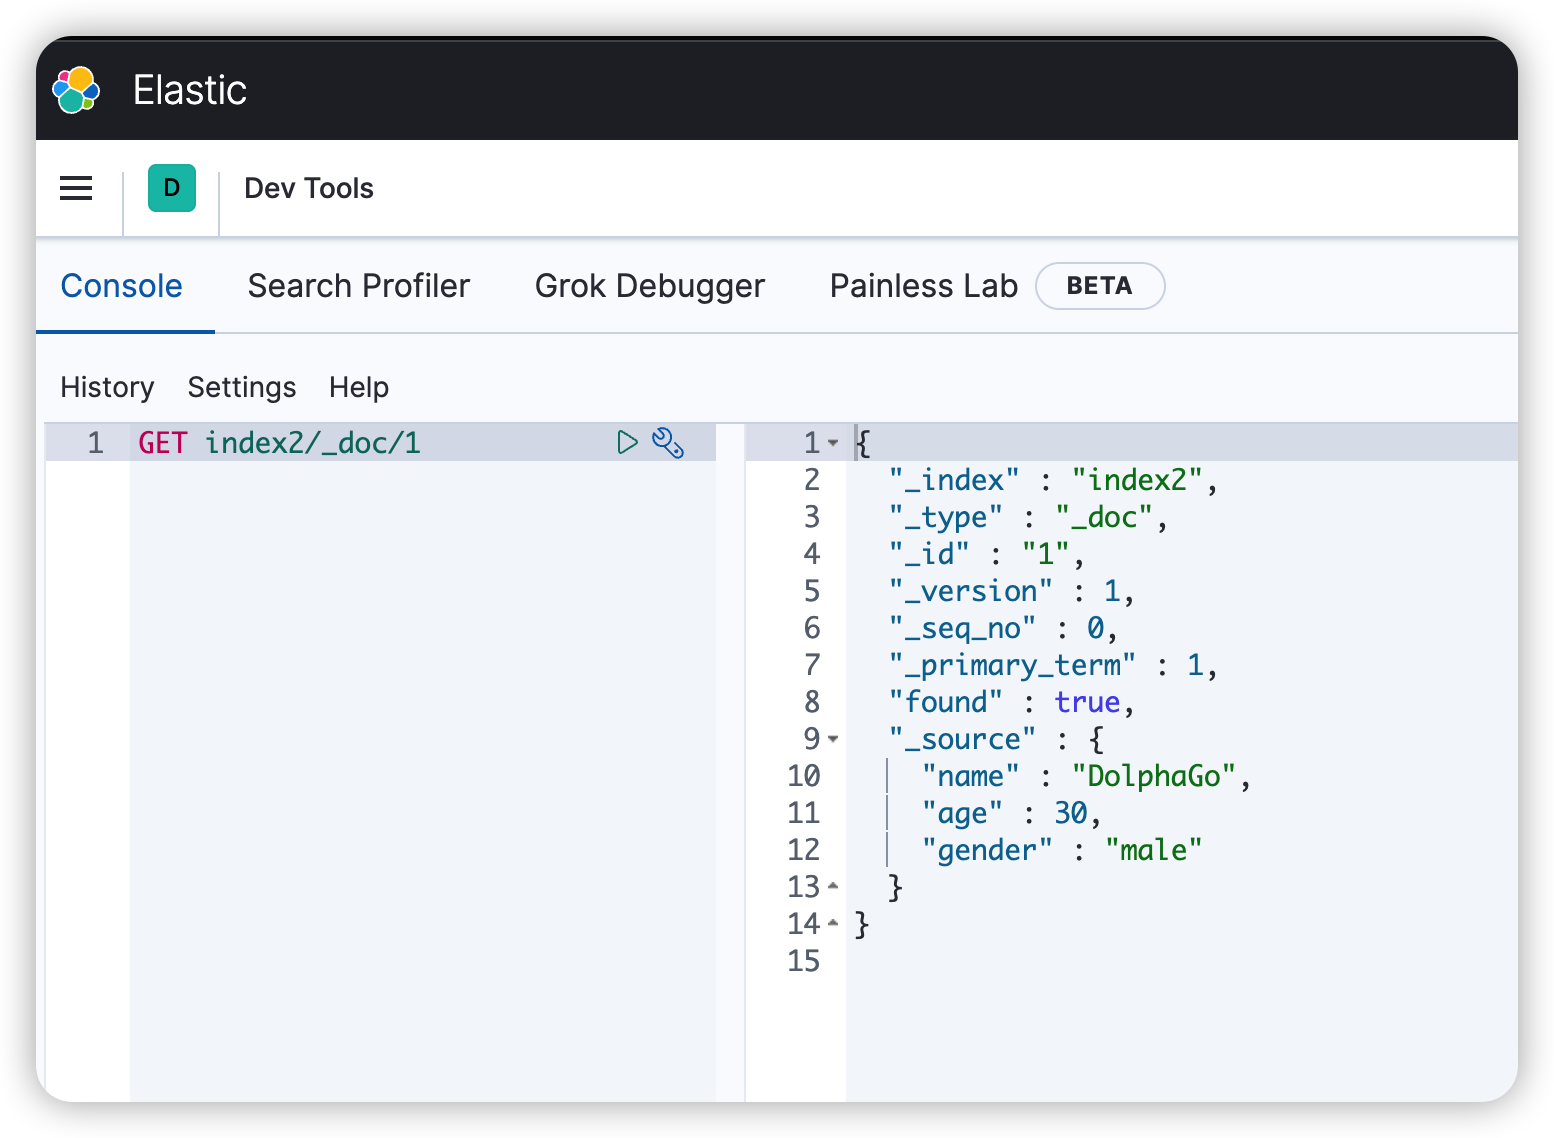 Elastic
D Dev Tools
Console Search Profiler Grok Debugger Painless Lab BETA
History Settings Help
1 GET index2/_doc/1
1 {
2 "_index" : "index2",
3 "_type" : "_doc",
4 "_id" : "1",
5 "_version" : 1,
6 "_seq_no" : 0,
7 "_primary_term" : 1,
8 "found" : true,
9 "_source" : {
10 "name" : "DolphaGo",
11 "age" : 30,
12 "gender" : "male"
13 }
14 }
15